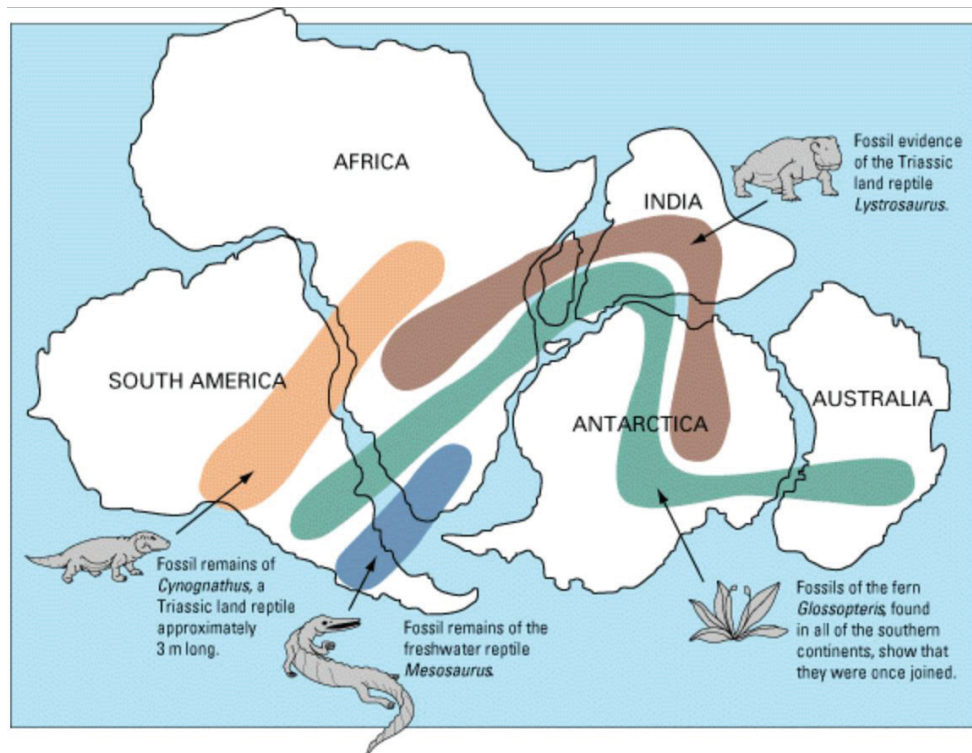 AFRICA
INDIA
Fossil evidence
of the Triassic
land reptile
Lystrosaurus.
SOUTH AMERICA
ANTARCTICA
AUSTRALIA
Fossil remains of
Cynognathus, a
Triassic land reptile
approximately
3 m long.
Fossil remains of the
freshwater reptile
Mesosaurus.
Fossils of the fern
Glossopteris, found
in all of the southern
continents, show that
they were once joined.